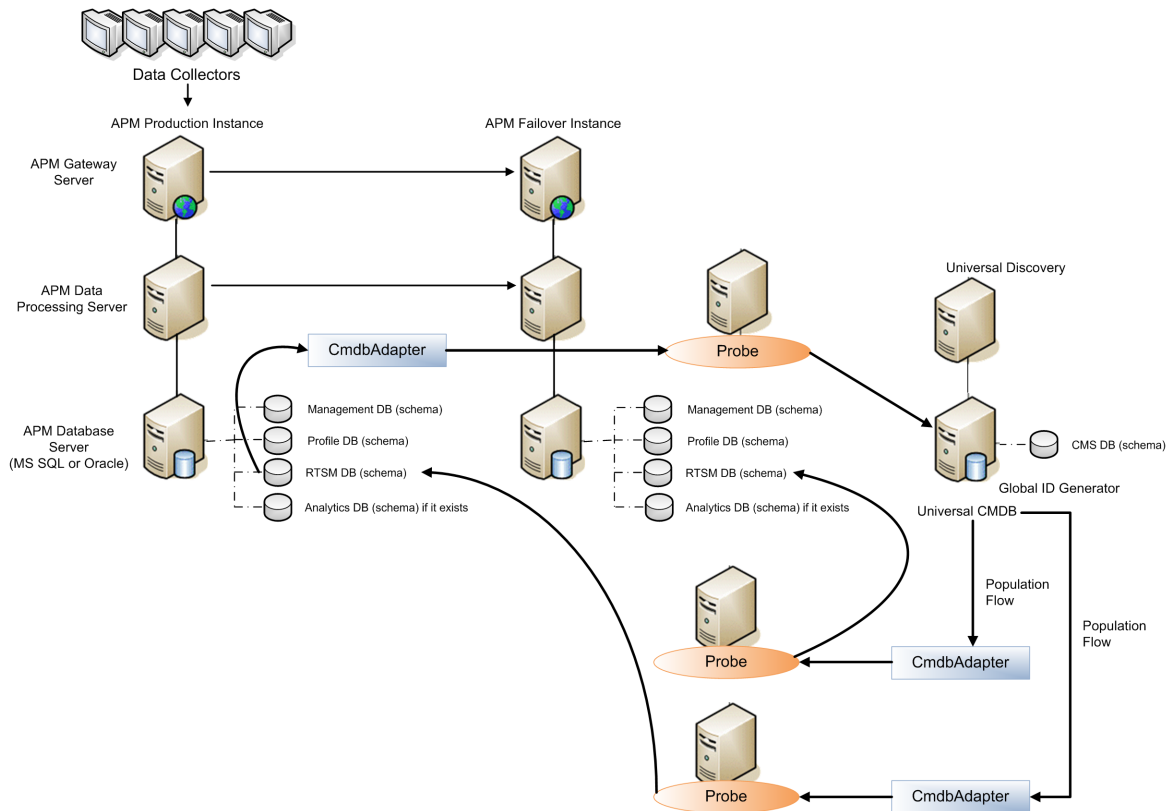 Data Collectors
APM Production Instance
APM Failover Instance
APM Gateway
Server
Universal Discovery
APM Data
Processing Server
CmdbAdapter
Probe
APM Database
Server
(MS SQL or Oracle)
Management DB (schema)
Profile DB (schema)
RTSM DB (schema)
Analytics DB (schema) if it exists
Management DB (schema)
Profile DB (schema)
RTSM DB (schema)
Analytics DB (schema) if it exists
CMS DB (schema)
Global ID Generator
Universal CMDB
Population
Flow
Population
Flow
Probe
CmdbAdapter
Probe
CmdbAdapter